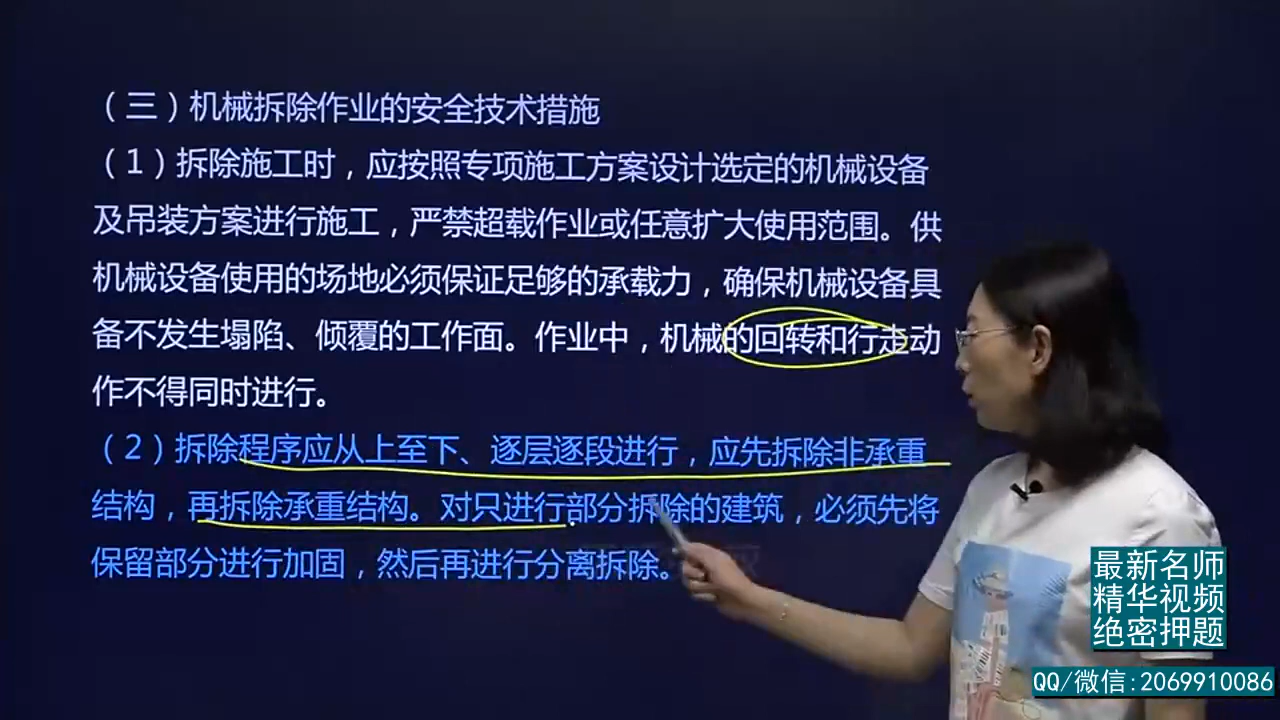 （三）机械拆除作业的安全技术措施
（1）拆除施工时，应按照专项施工方案设计选定的机械设备
及吊装方案进行施工，严禁超载作业或任意扩大使用范围。供
机械设备使用的场地必须保证足够的承载力，确保机械设备具
备不发生塌陷、倾覆的工作面。作业中，机械的回转和行走动
作不得同时进行。
（2）拆除程序应从上至下、逐层逐段进行，应先拆除非承重
结构，再拆除承重结构。对只进行部分拆除的建筑，必须先将
保留部分进行加固，然后再进行分离拆除。
最新名师
精华视频
绝密押题
QQ/微信:2069910086